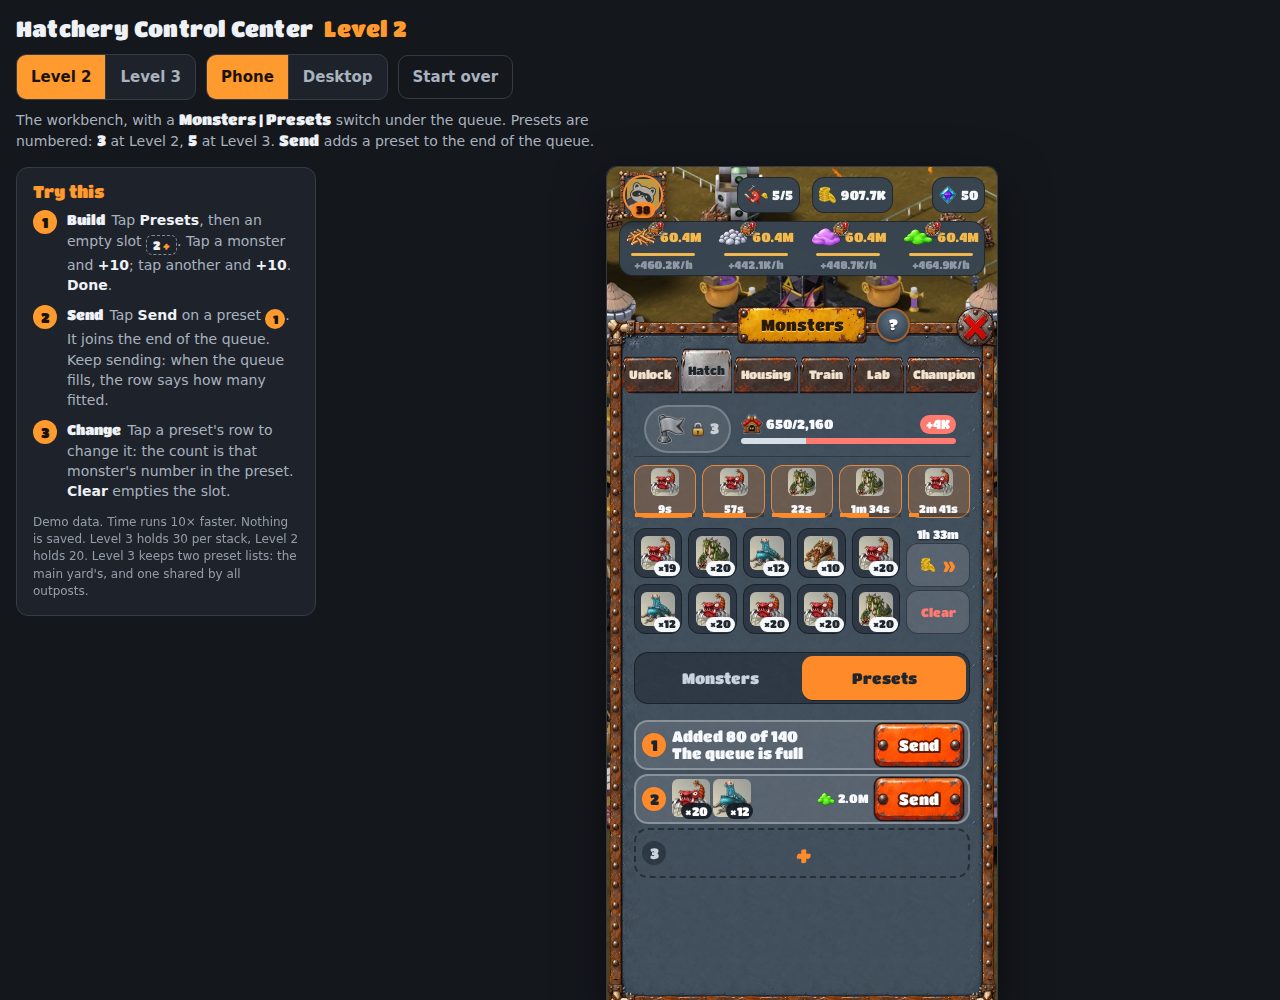 Hatchery Control Center Level 2
Level 2 Level 3 Phone Desktop Start over
The workbench, with a Monsters | Presets switch under the queue. Presets are
numbered: 3 at Level 2, 5 at Level 3. Send adds a preset to the end of the queue.
Try this
1 Build Tap Presets, then an
empty slot 2+. Tap a monster
and +10; tap another and +10.
Done.
2 Send Tap Send on a preset 1.
It joins the end of the queue.
Keep sending: when the queue
fills, the row says how many
fitted.
3 Change Tap a preset's row to
change it: the count is that
monster's number in the preset.
Clear empties the slot.
Demo data. Time runs 10× faster. Nothing
is saved. Level 3 holds 30 per stack, Level 2
holds 20. Level 3 keeps two preset lists: the
main yard's, and one shared by all
outposts.
38 5/5 907.7K 50
60.4M 60.4M 60.4M 60.4M
+460.2K/h +442.1K/h +448.7K/h +464.9K/h
Monsters ?
Unlock Hatch Housing Train Lab Champion
3 650/2,160 +4K
9s 57s 22s 1m 34s 2m 41s
1h 33m
×19 ×20 ×12 ×10 ×20
×12 ×20 ×20 ×20 ×20 Clear
Monsters Presets
1 Added 80 of 140
The queue is full Send
2 ×20 ×12 2.0M Send
3 +